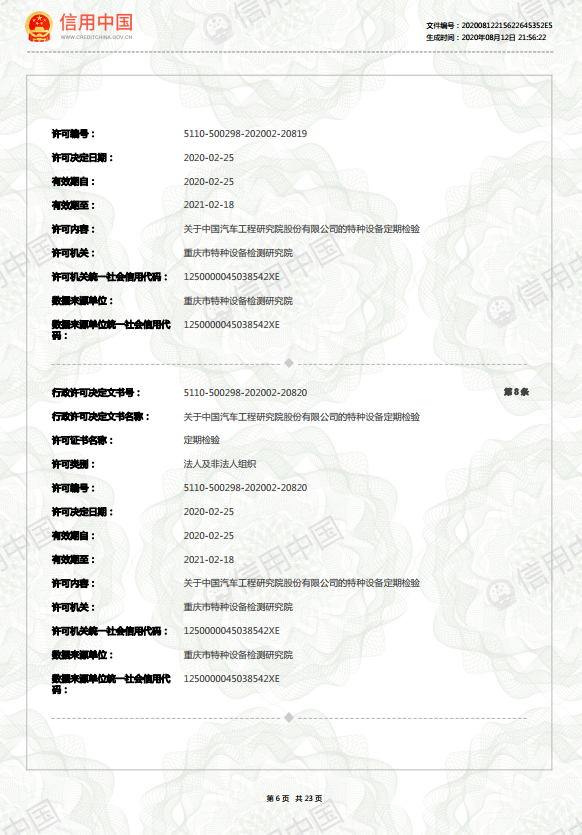 信用中国
WWW.CREDITCHINA.GOV.CN
文件编号：20200812215622645352E5
生成时间：2020年08月12日 21:56:22
许可编号： 5110-500298-202002-20819
许可决定日期： 2020-02-25
有效期自： 2020-02-25
有效期至： 2021-02-18
许可内容： 关于中国汽车工程研究院股份有限公司的特种设备定期检验
许可机关： 重庆市特种设备检测研究院
许可机关统一社会信用代码： 1250000045038542XE
数据来源单位： 重庆市特种设备检测研究院
数据来源单位统一社会信用代 1250000045038542XE
码：
行政许可决定文书号： 5110-500298-202002-20820 第 8 条
行政许可决定文书名称： 关于中国汽车工程研究院股份有限公司的特种设备定期检验
许可证书名称： 定期检验
许可类别： 法人及非法人组织
许可编号： 5110-500298-202002-20820
许可决定日期： 2020-02-25
有效期自： 2020-02-25
有效期至： 2021-02-18
许可内容： 关于中国汽车工程研究院股份有限公司的特种设备定期检验
许可机关： 重庆市特种设备检测研究院
许可机关统一社会信用代码： 1250000045038542XE
数据来源单位： 重庆市特种设备检测研究院
数据来源单位统一社会信用代 1250000045038542XE
码：
第 6 页 共 23 页